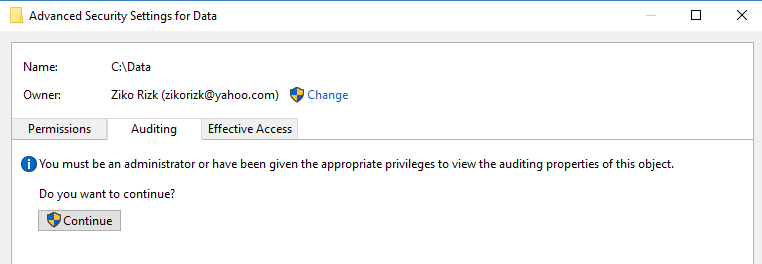 Advanced Security Settings for Data
Name: C:\Data
Owner: Ziko Rizk (zikorizk@yahoo.com) Change
Permissions Auditing Effective Access
You must be an administrator or have been given the appropriate privileges to view the auditing properties of this object.
Do you want to continue?
Continue